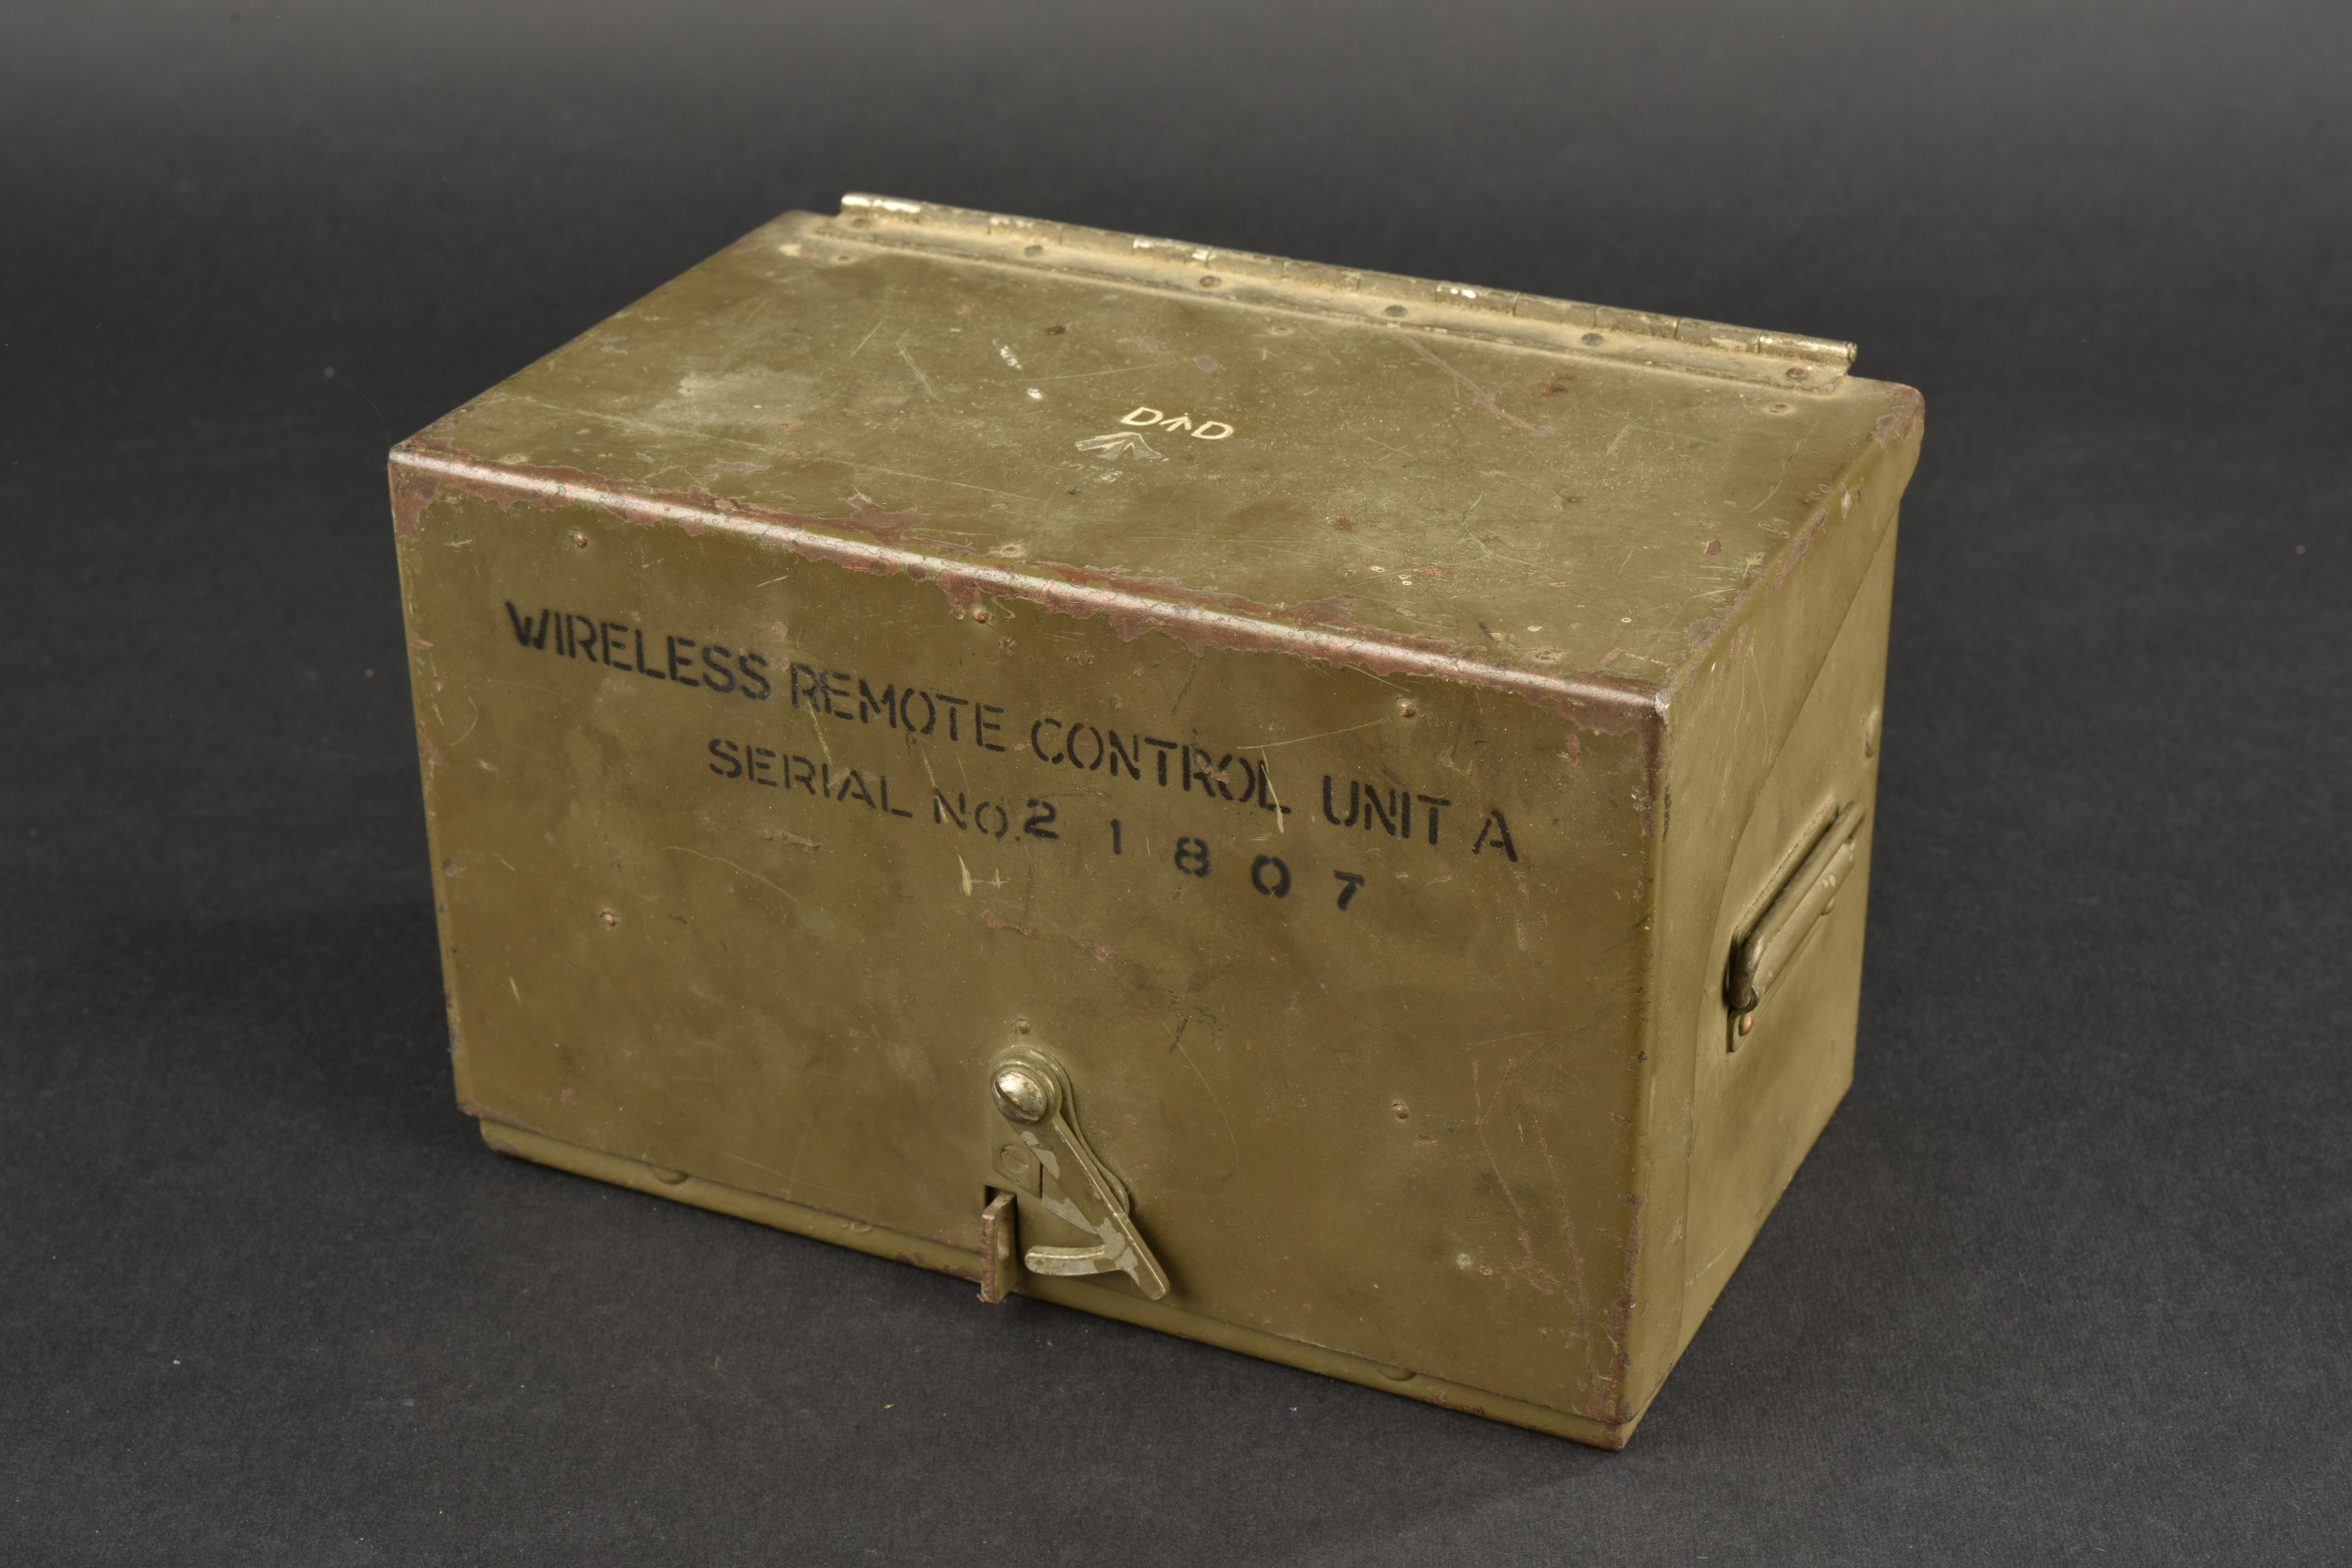 D↑D
WIRELESS REMOTE CONTROL UNIT A
SERIAL NO. 2 1 8 0 7